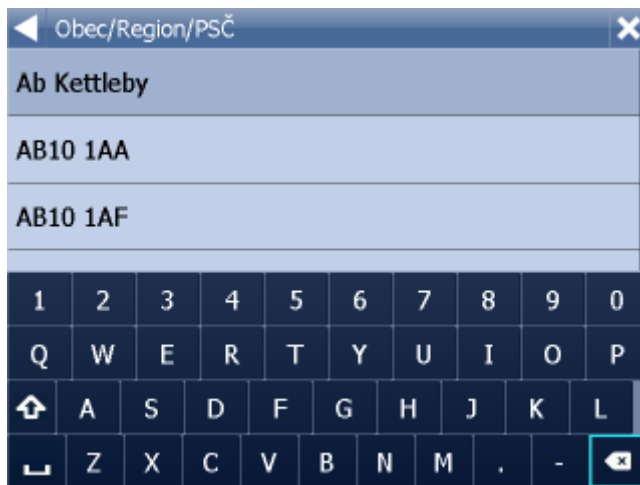 Obec/Region/PSČ
Ab Kettleby
AB10 1AA
AB10 1AF
1 2 3 4 5 6 7 8 9 0
Q W E R T Y U I O P
A S D F G H J K L
Z X C V B N M . -